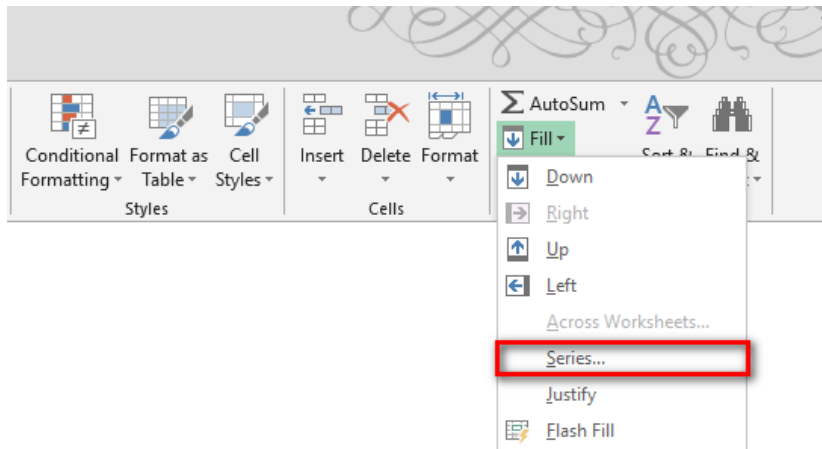 AutoSum
Fill
Conditional Formatting
Format as Table
Cell Styles
Insert
Delete
Format
Styles
Cells
Down
Right
Up
Left
Across Worksheets...
Series...
Justify
Flash Fill